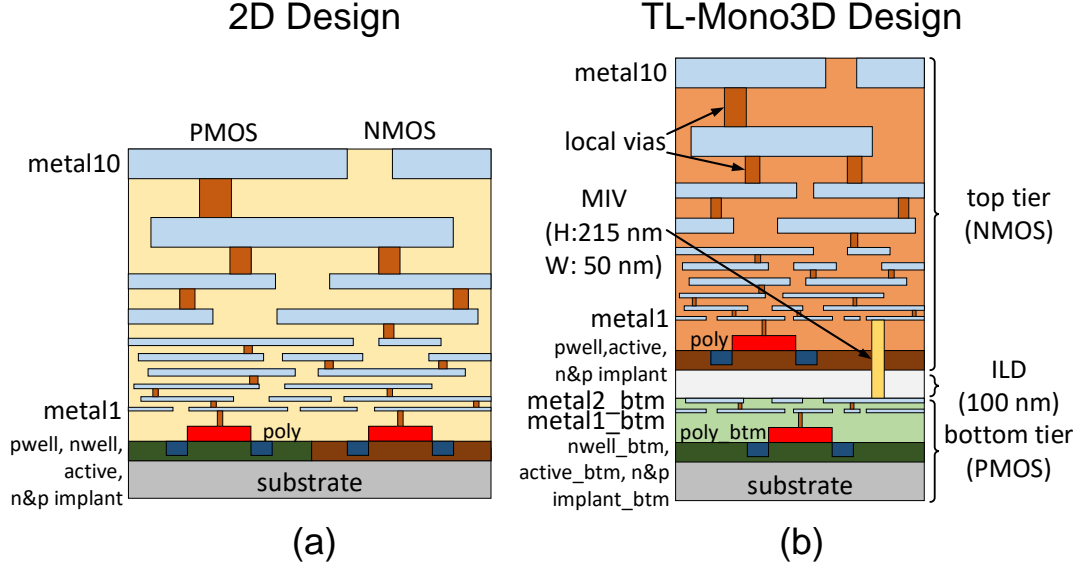 2D Design
PMOS
NMOS
metal10
metal1
poly
pwell, nwell,
active,
n&p implant
substrate
(a)
TL-Mono3D Design
metal10
local vias
MIV
(H:215 nm
W: 50 nm)
metal1
poly
pwell,active,
n&p implant
metal2_btm
metal1_btm
poly_btm
nwell_btm,
active_btm, n&p
implant_btm
substrate
top tier
(NMOS)
ILD
(100 nm)
bottom tier
(PMOS)
(b)